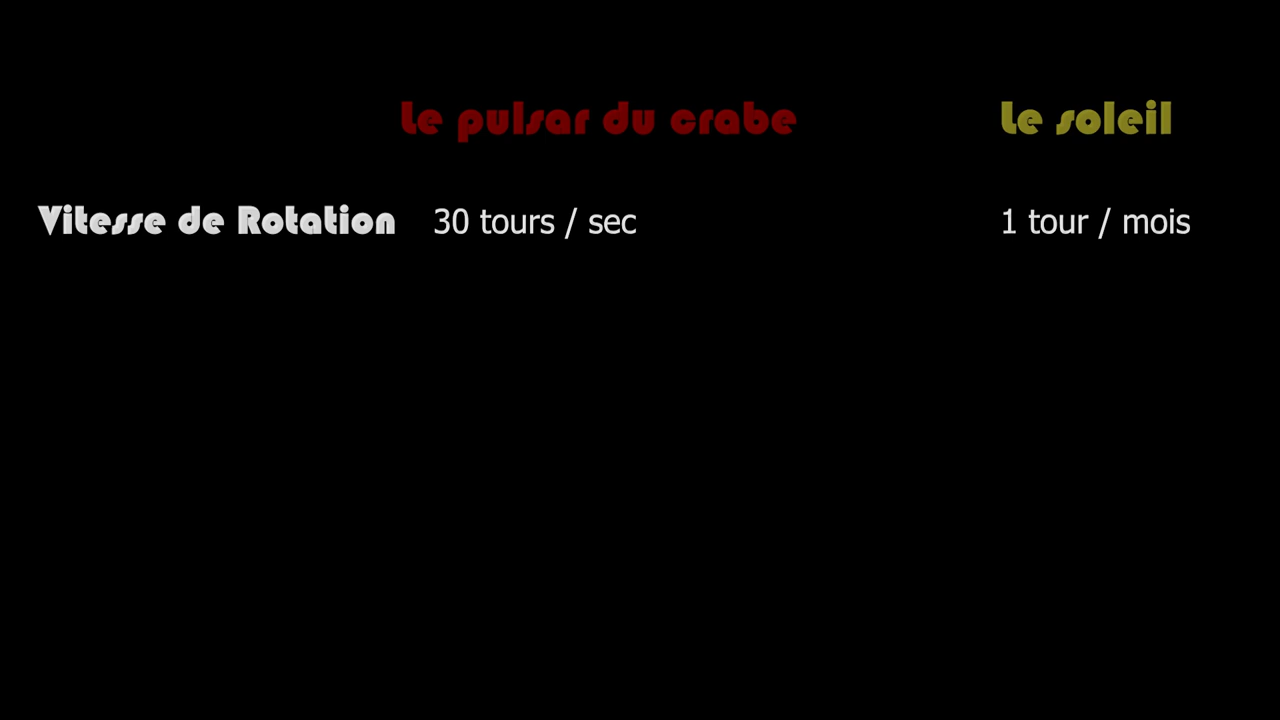 Le pulsar du crabe Le soleil
Vitesse de Rotation 30 tours / sec 1 tour / mois